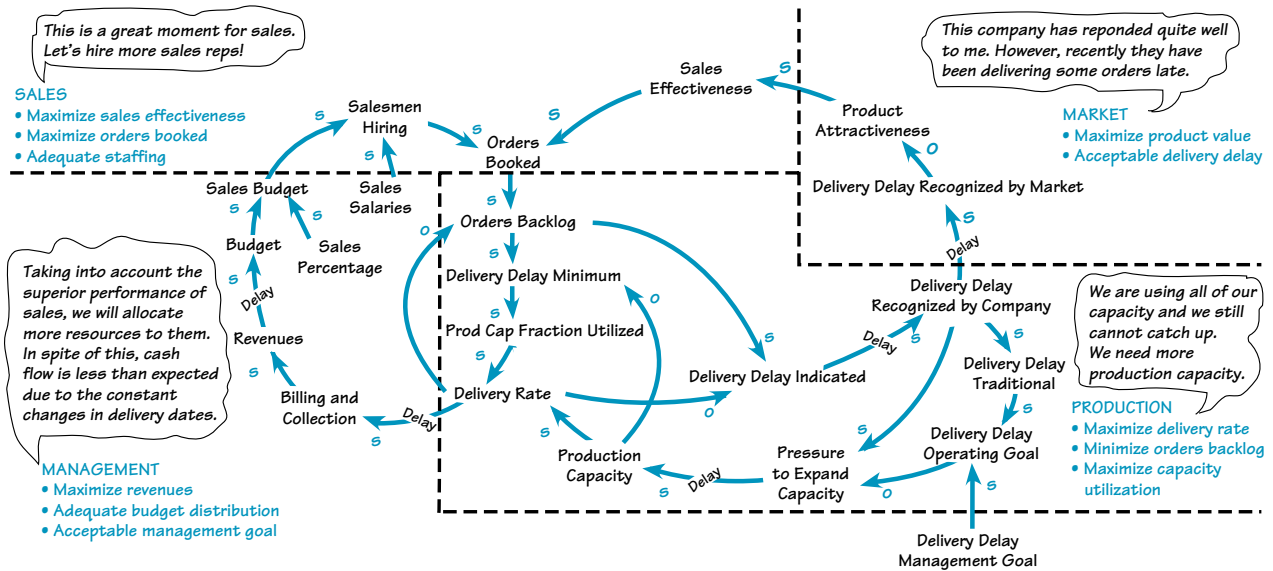 This is a great moment for sales.
Let's hire more sales reps!
SALES
• Maximize sales effectiveness
• Maximize orders booked
• Adequate staffing
This company has reponded quite well
to me. However, recently they have
been delivering some orders late.
MARKET
• Maximize product value
• Acceptable delivery delay
Sales
Effectiveness
S
Product
Attractiveness
S
Salesmen
Hiring
S
S
S
Orders
Booked
O
Delivery Delay Recognized by Market
S
Delay
Sales Budget
Sales
Salaries
S
S
Budget
Sales
Percentage
S
Delay
Revenues
S
Billing and
Collection
S
Delay
S
Orders Backlog
O
S
Delivery Delay Minimum
S
O
Prod Cap Fraction Utilized
S
Delivery Rate
S
Production
Capacity
S
Delay
S
Delivery Delay Indicated
O
Delay
S
Delivery Delay
Recognized by Company
S
Delivery Delay
Traditional
S
Delivery Delay
Operating Goal
S
Pressure
to Expand
Capacity
O
S
Delivery Delay
Management Goal
Taking into account the
superior performance of
sales, we will allocate
more resources to them.
In spite of this, cash
flow is less than expected
due to the constant
changes in delivery dates.
MANAGEMENT
• Maximize revenues
• Adequate budget distribution
• Acceptable management goal
We are using all of our
capacity and we still
cannot catch up.
We need more
production capacity.
PRODUCTION
• Maximize delivery rate
• Minimize orders backlog
• Maximize capacity
utilization